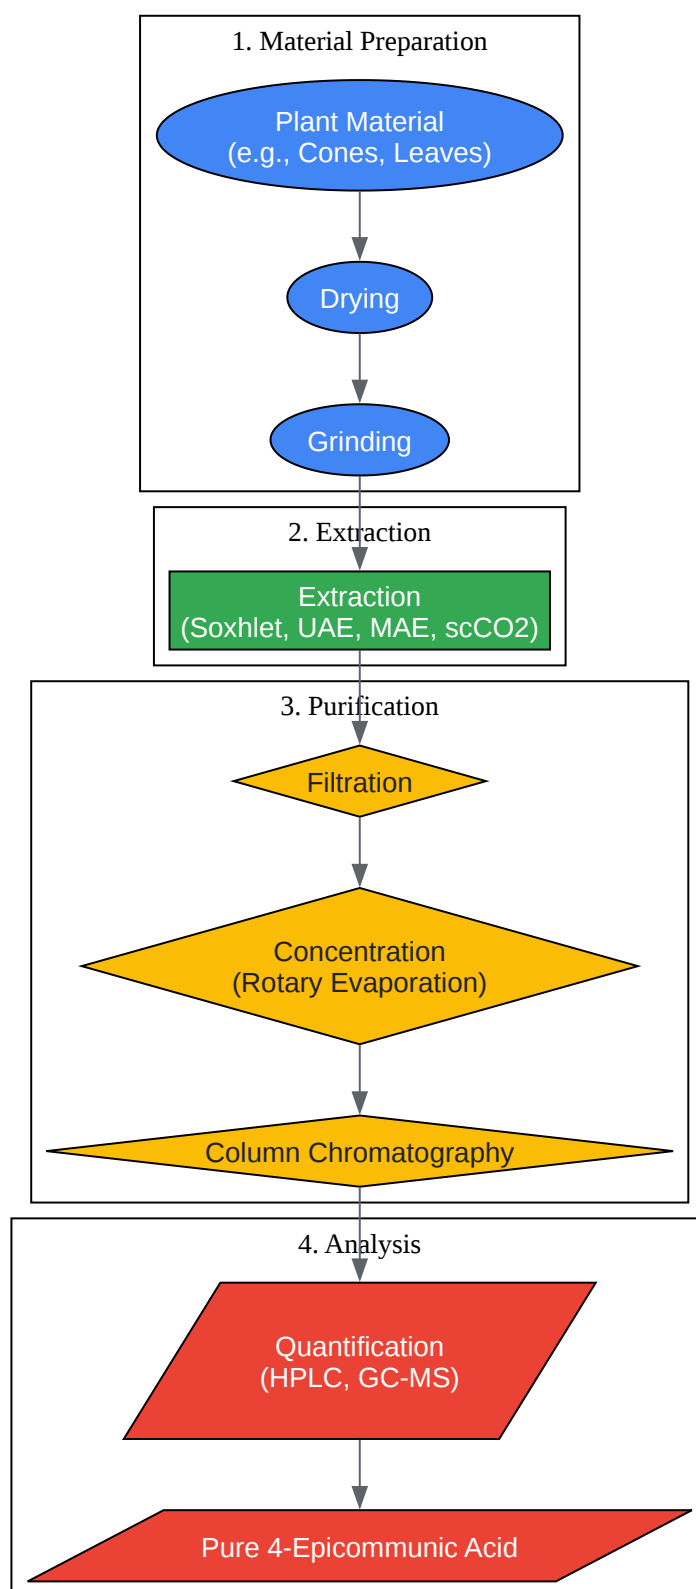 1. Material Preparation
Plant Material
(e.g., Cones, Leaves)
Drying
Grinding
2. Extraction
Extraction
(Soxhlet, UAE, MAE, scCO2)
3. Purification
Filtration
Concentration
(Rotary Evaporation)
Column Chromatography
4. Analysis
Quantification
(HPLC, GC-MS)
Pure 4-Epicommunic Acid